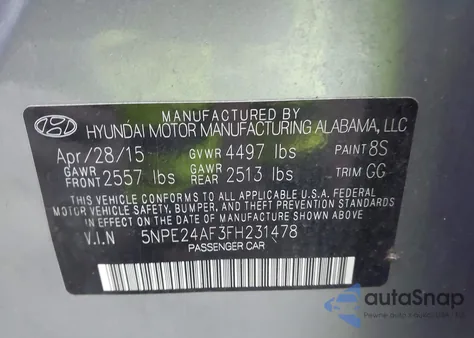 MANUFACTURED BY
HYUNDAI MOTOR MANUFACTURING ALABAMA, LLC
Apr/28/15 GVWR 4497 lbs PAINT 8S
GAWR FRONT 2557 lbs GAWR REAR 2513 lbs TRIM GG
THIS VEHICLE CONFORMS TO ALL APPLICABLE U.S. FEDERAL
MOTOR VEHICLE SAFETY, BUMPER, AND THEFT PREVENTION STANDARDS
IN EFFECT ON THE DATE OF MANUFACTURE SHOWN ABOVE.
V.I.N 5NPE24AF3FH231478
PASSENGER CAR
autoSnap